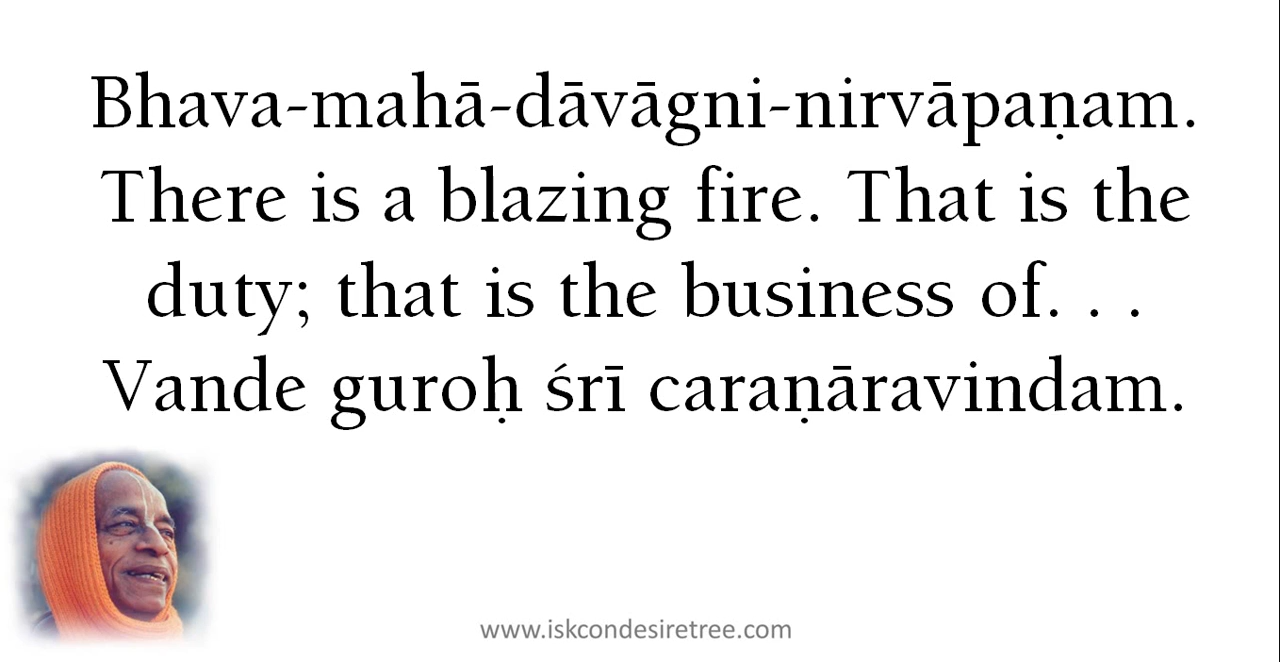 Bhava-mahā-dāvāgni-nirvāpaṇam.
There is a blazing fire. That is the
duty; that is the business of. . .
Vande guroḥ śrī caraṇāravindam.
www.iskcondesiretree.com